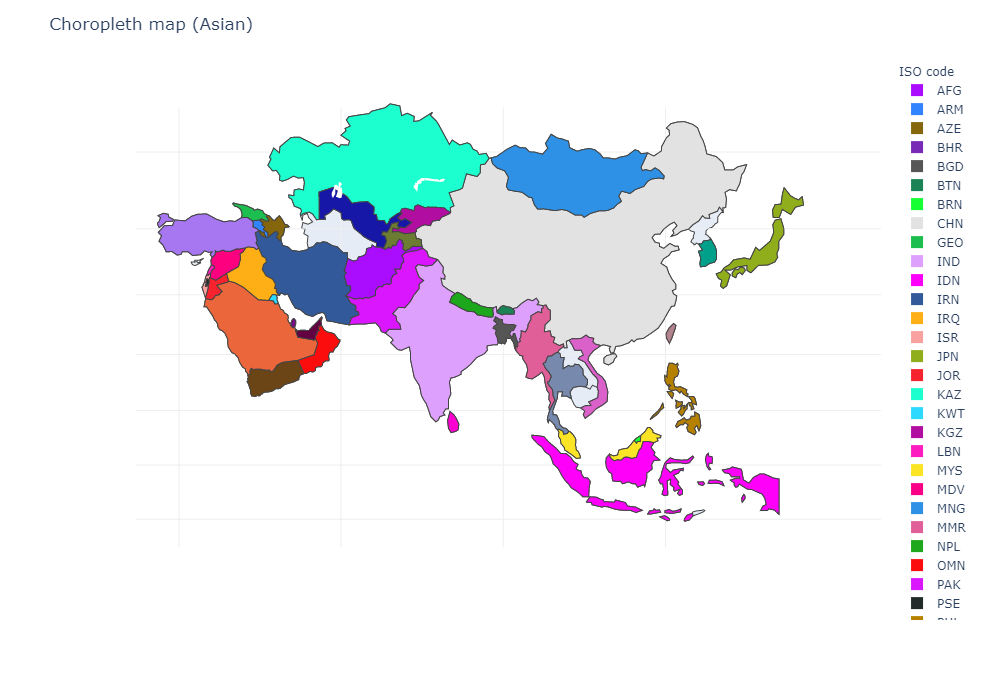 Choropleth map (Asian)
ISO code
AFG
ARM
AZE
BHR
BGD
BTN
BRN
CHN
GEO
IND
IDN
IRN
IRQ
ISR
JPN
JOR
KAZ
KWT
KGZ
LBN
MYS
MDV
MNG
MMR
NPL
OMN
PAK
PSE